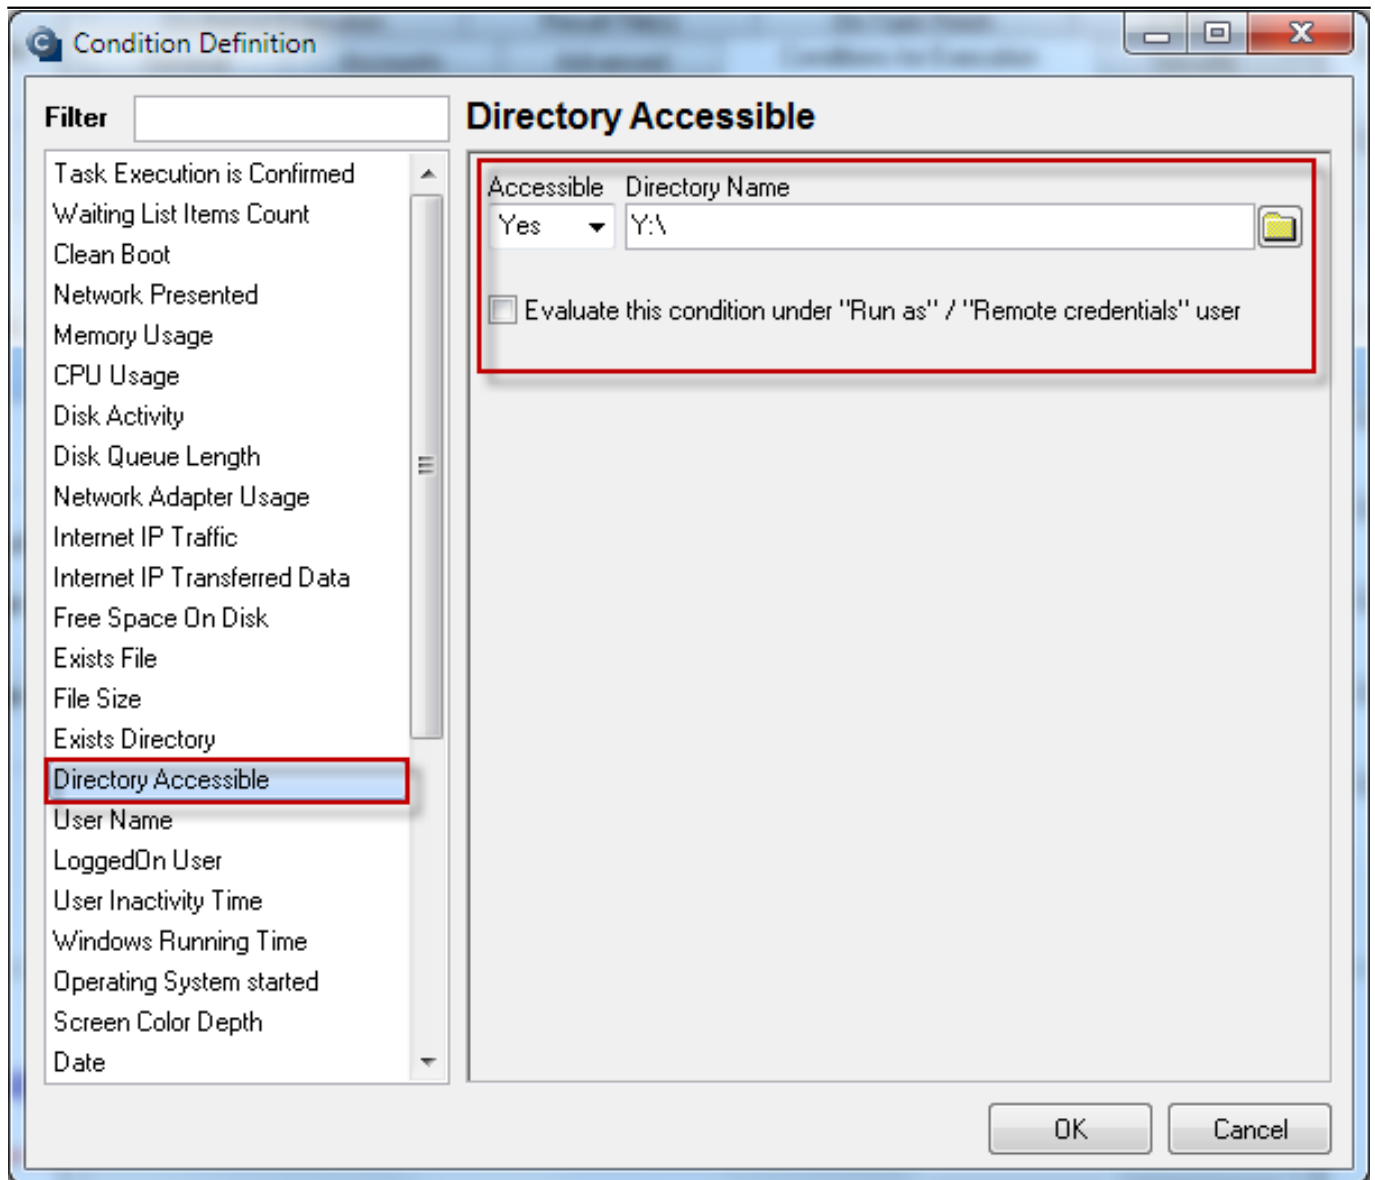 Condition Definition
Filter
Directory Accessible
Task Execution is Confirmed
Waiting List Items Count
Clean Boot
Network Presented
Memory Usage
CPU Usage
Disk Activity
Disk Queue Length
Network Adapter Usage
Internet IP Traffic
Internet IP Transferred Data
Free Space On Disk
Exists File
File Size
Exists Directory
Directory Accessible
User Name
LoggedOn User
User Inactivity Time
Windows Running Time
Operating System started
Screen Color Depth
Date
Accessible Directory Name
Yes Y:\
Evaluate this condition under "Run as" / "Remote credentials" user
OK Cancel